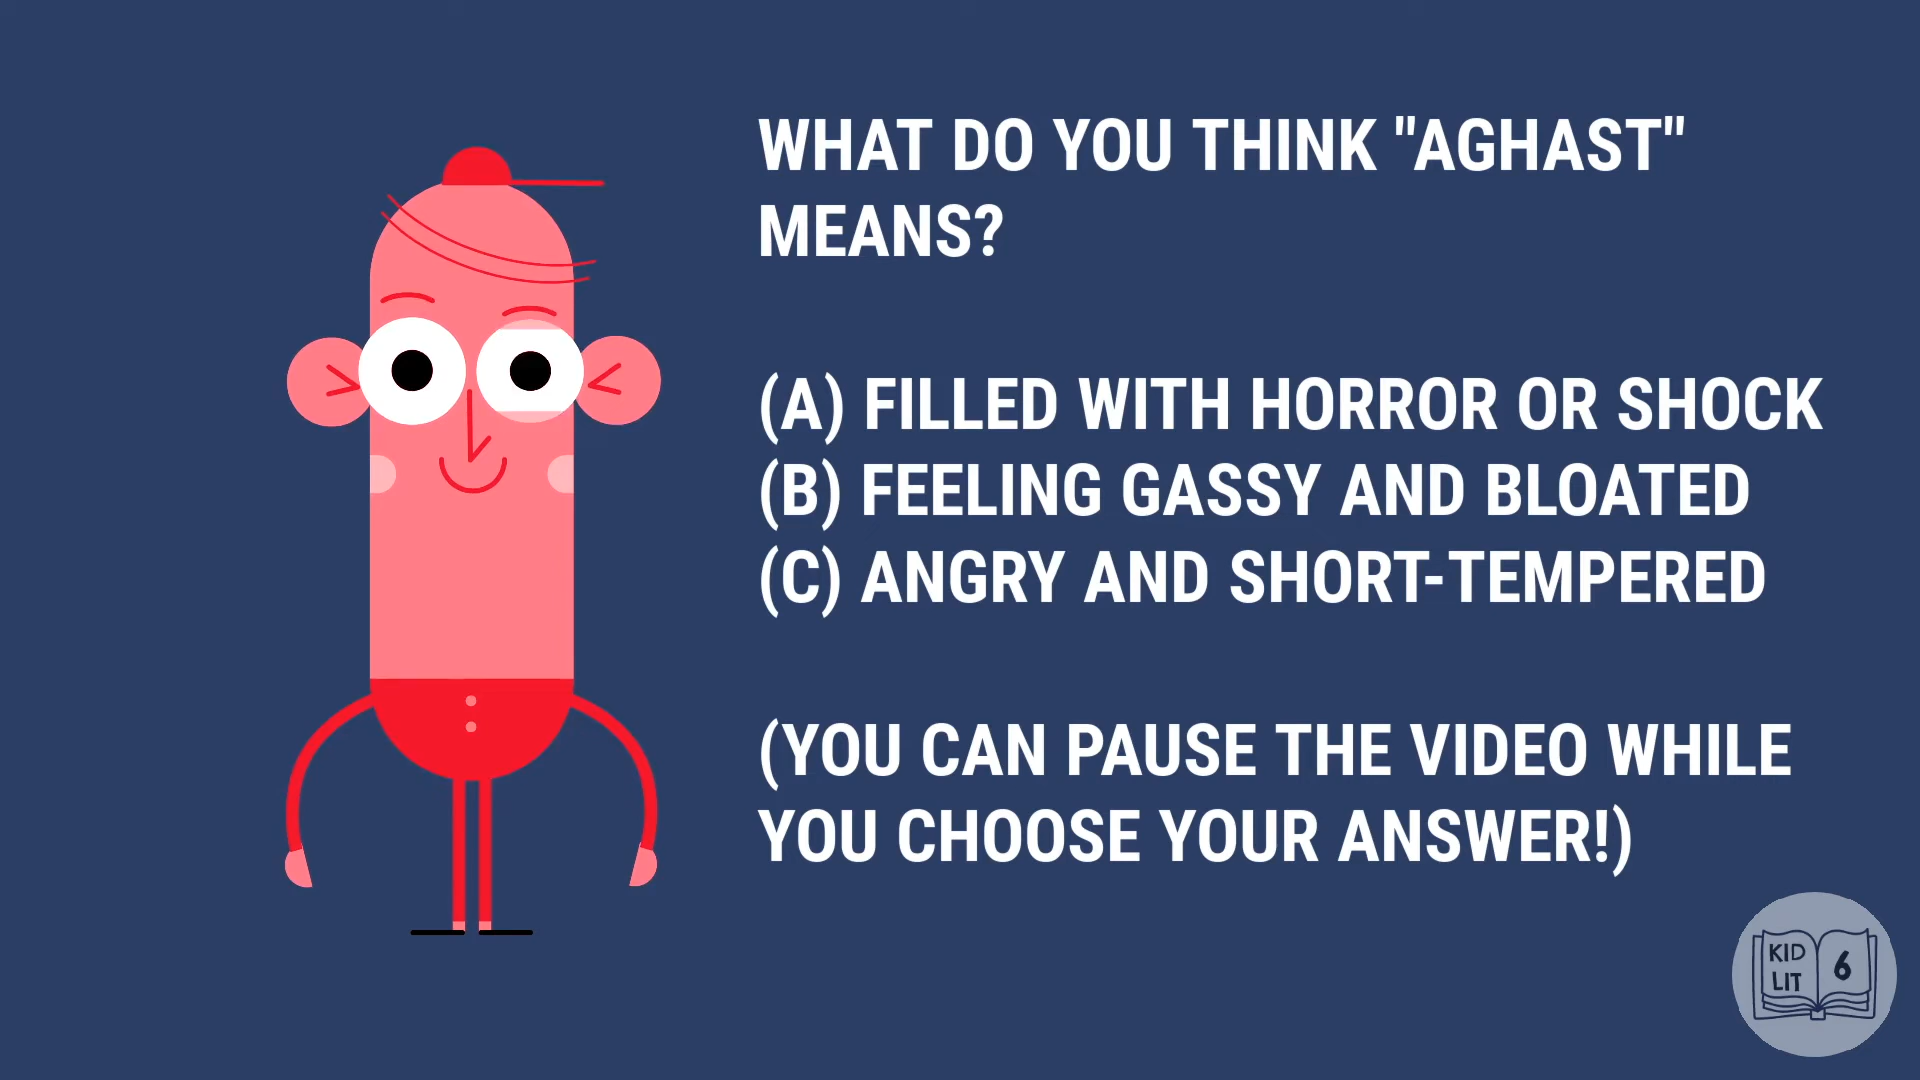 WHAT DO YOU THINK "AGHAST"
MEANS?
(A) FILLED WITH HORROR OR SHOCK
(B) FEELING GASSY AND BLOATED
(C) ANGRY AND SHORT-TEMPERED
(YOU CAN PAUSE THE VIDEO WHILE
YOU CHOOSE YOUR ANSWER!)
KID
LIT
6